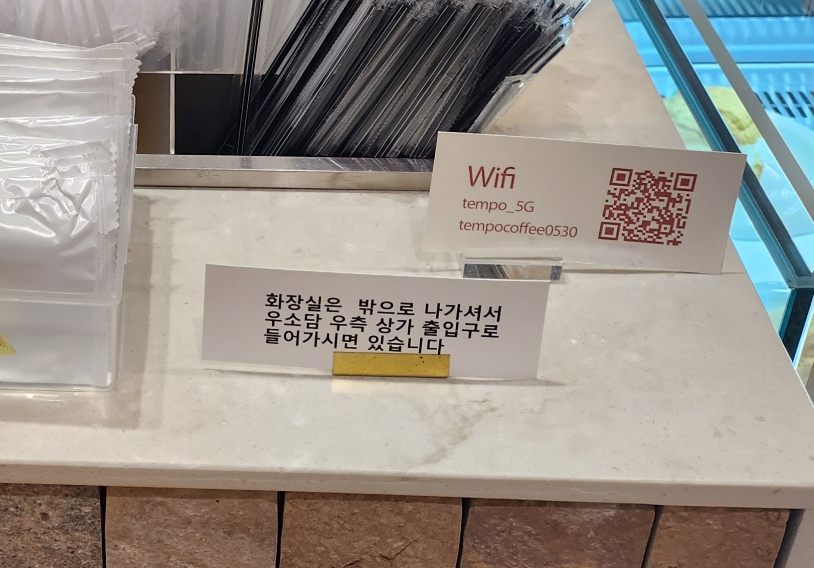 Wifi
tempo_5G
tempocoffee0530
화장실은 밖으로 나가셔서
우소담 우측 상가 출입구로
들어가시면 있습니다